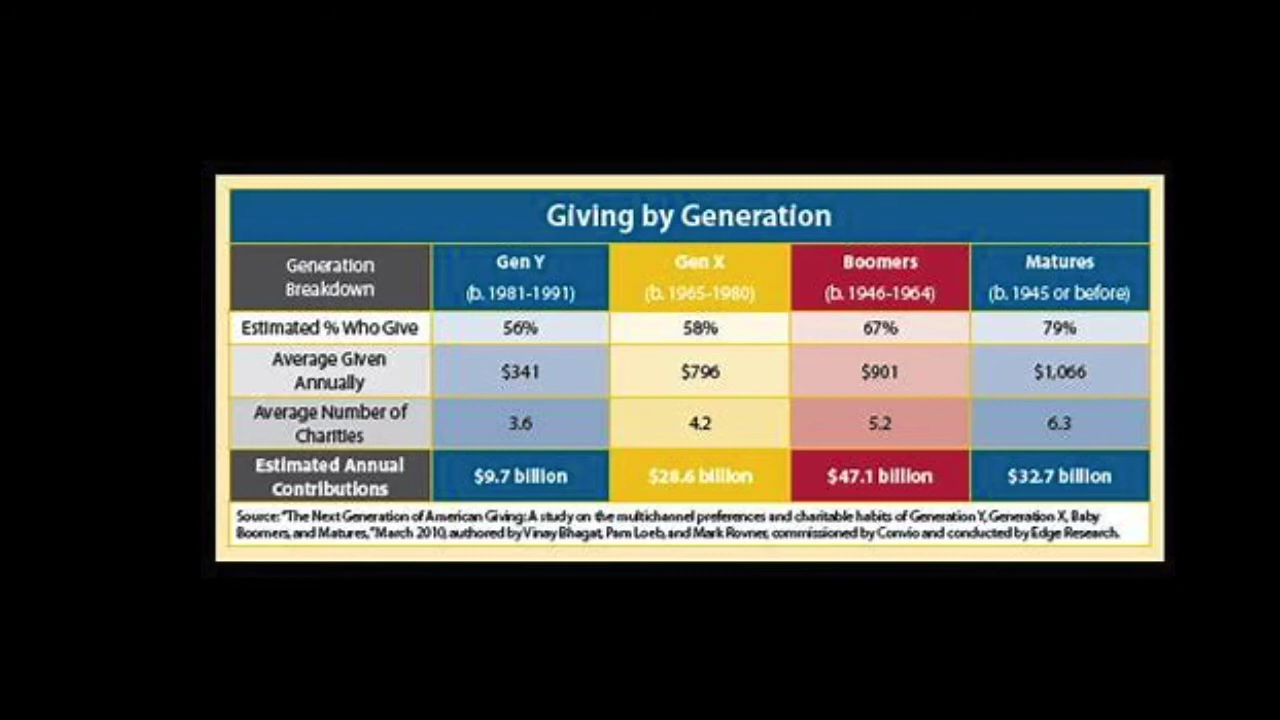 Giving by Generation
Generation
Breakdown
Gen Y
(b. 1981-1991)
Gen X
(b. 1965-1980)
Boomers
(b. 1946-1964)
Matures
(b. 1945 or before)
Estimated % Who Give
56%
58%
67%
79%
Average Given
Annually
$341
$796
$901
$1,066
Average Number of
Charities
3.6
4.2
5.2
6.3
Estimated Annual
Contributions
$9.7 billion
$28.6 billion
$47.1 billion
$32.7 billion
Source: "The Next Generation of American Giving: A study on the multichannel preferences and charitable habits of Generation Y, Generation X, Baby
Boomers, and Matures," March 2010, authored by Vinay Bhagat, Pam Loeb, and Mark Rovner, commissioned by Convio and conducted by Edge Research.